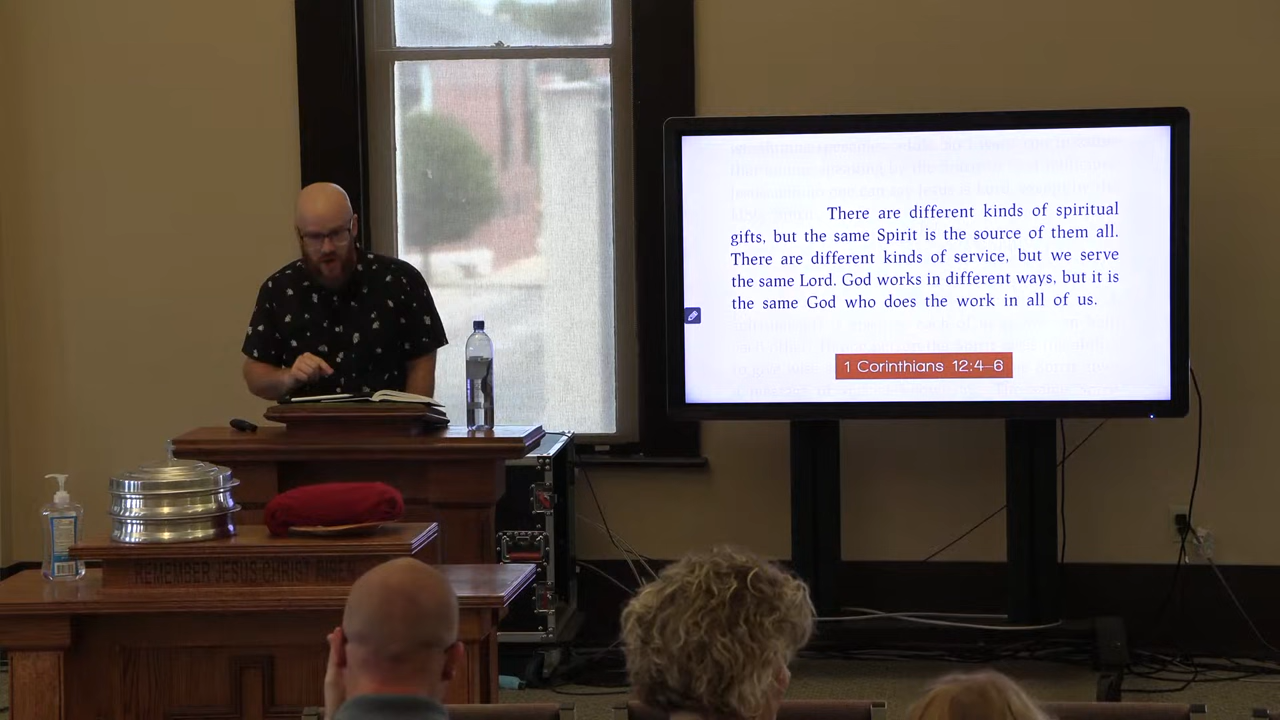 There are different kinds of spiritual
gifts, but the same Spirit is the source of them all.
There are different kinds of service, but we serve
the same Lord. God works in different ways, but it is
the same God who does the work in all of us.
1 Corinthians 12:4–6
REMEMBER JESUS CHRIST